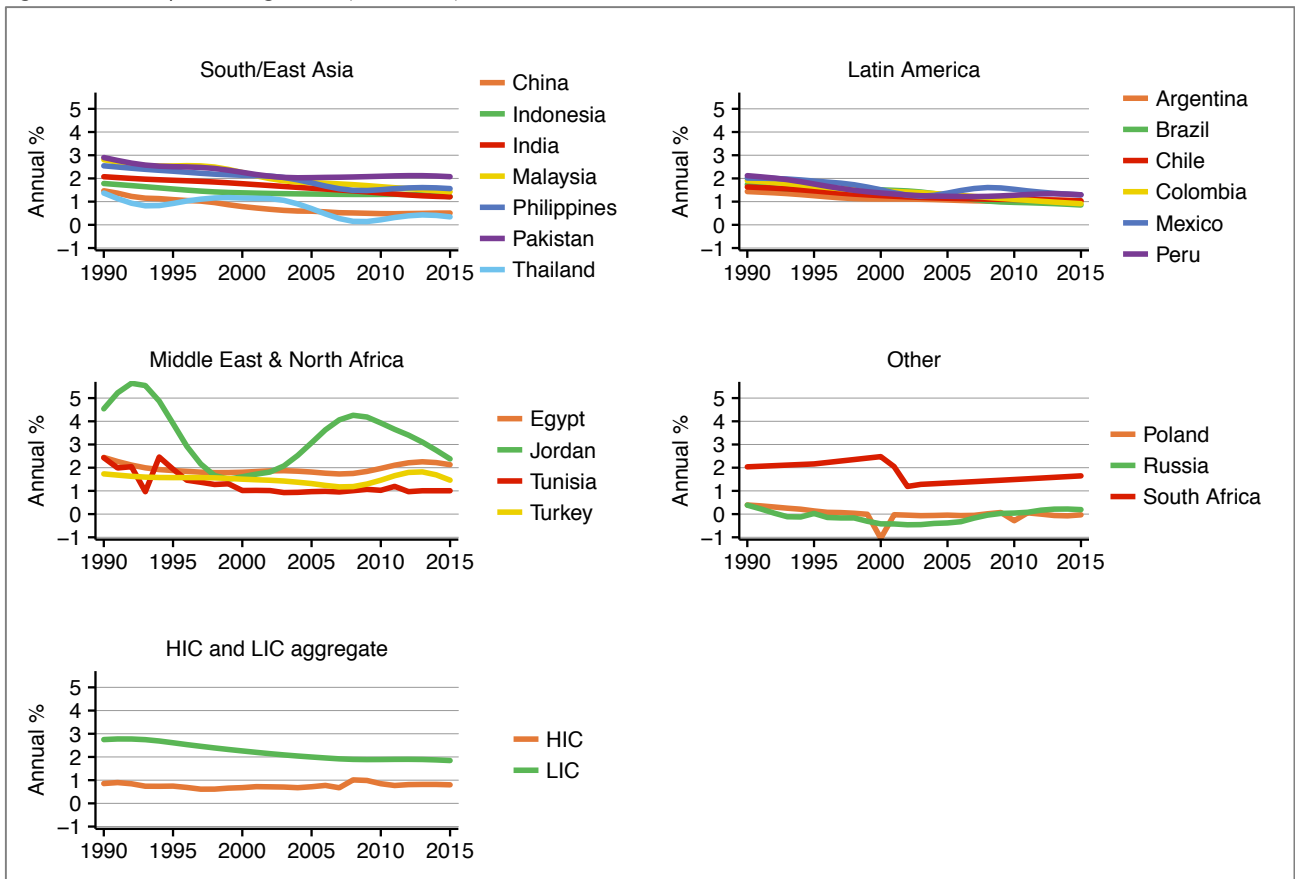 South/East Asia
Annual %
5
4
3
2
1
0
−1
1990 1995 2000 2005 2010 2015
China
Indonesia
India
Malaysia
Philippines
Pakistan
Thailand
Latin America
Annual %
5
4
3
2
1
0
−1
1990 1995 2000 2005 2010 2015
Argentina
Brazil
Chile
Colombia
Mexico
Peru
Middle East & North Africa
Annual %
5
4
3
2
1
0
−1
1990 1995 2000 2005 2010 2015
Egypt
Jordan
Tunisia
Turkey
Other
Annual %
5
4
3
2
1
0
−1
1990 1995 2000 2005 2010 2015
Poland
Russia
South Africa
HIC and LIC aggregate
Annual %
5
4
3
2
1
0
−1
1990 1995 2000 2005 2010 2015
HIC
LIC